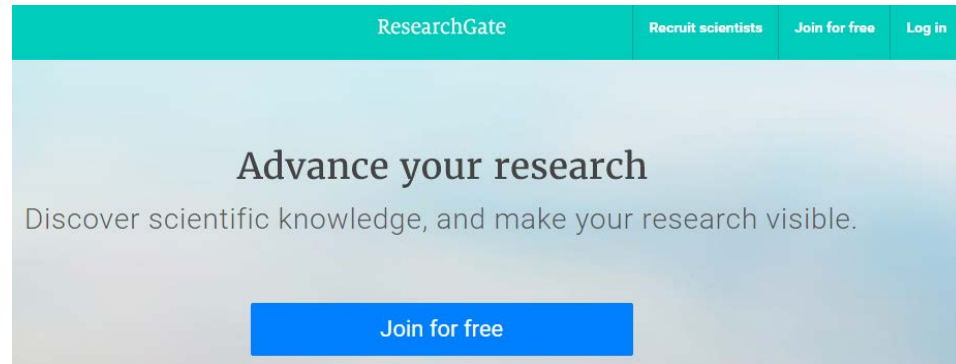 ResearchGate Recruit scientists Join for free Log in
Advance your research
Discover scientific knowledge, and make your research visible.
Join for free